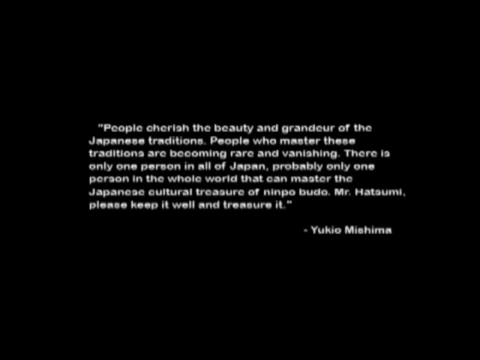 "People cherish the beauty and grandeur of the
Japanese traditions. People who master these
traditions are becoming rare and vanishing. There is
only one person in all of Japan, probably only one
person in the whole world that can master the
Japanese cultural treasure of ninpo budo. Mr. Hatsumi,
please keep it well and treasure it."
- Yukio Mishima